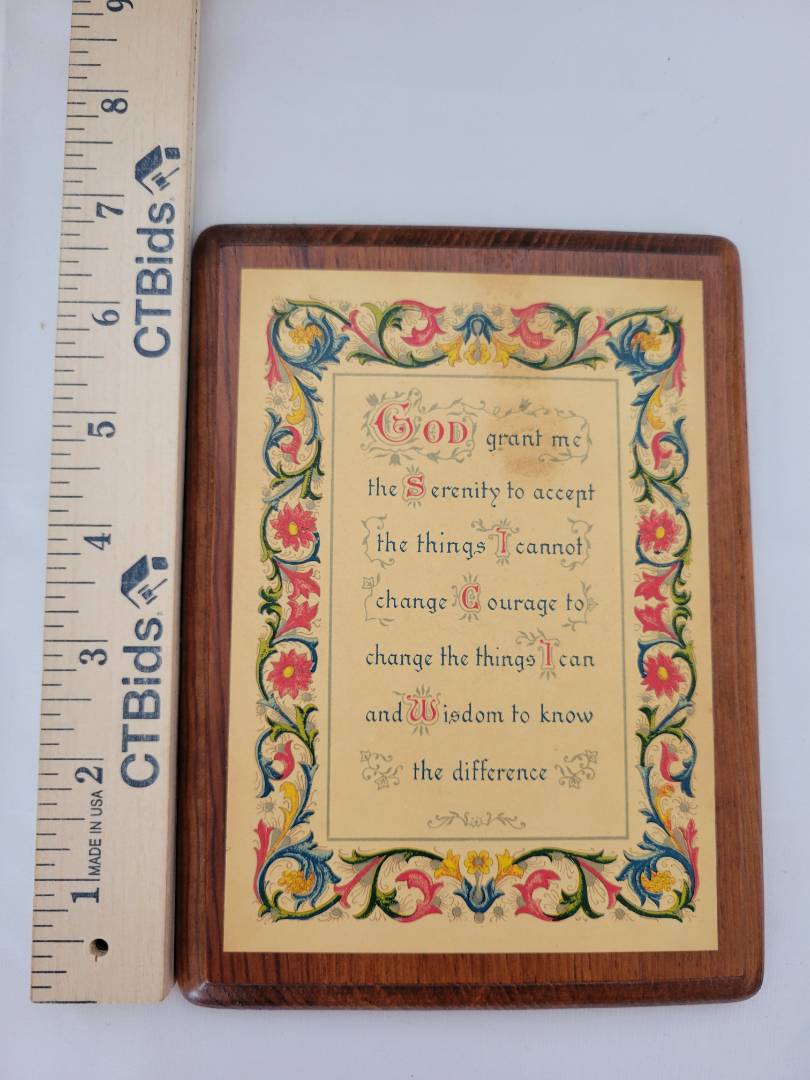 GOD grant me
the Serenity to accept
the things I cannot
change Courage to
change the things I can
and Wisdom to know
the difference
CTBids
CTBids
MADE IN USA
1
2
3
4
5
6
7
8
9